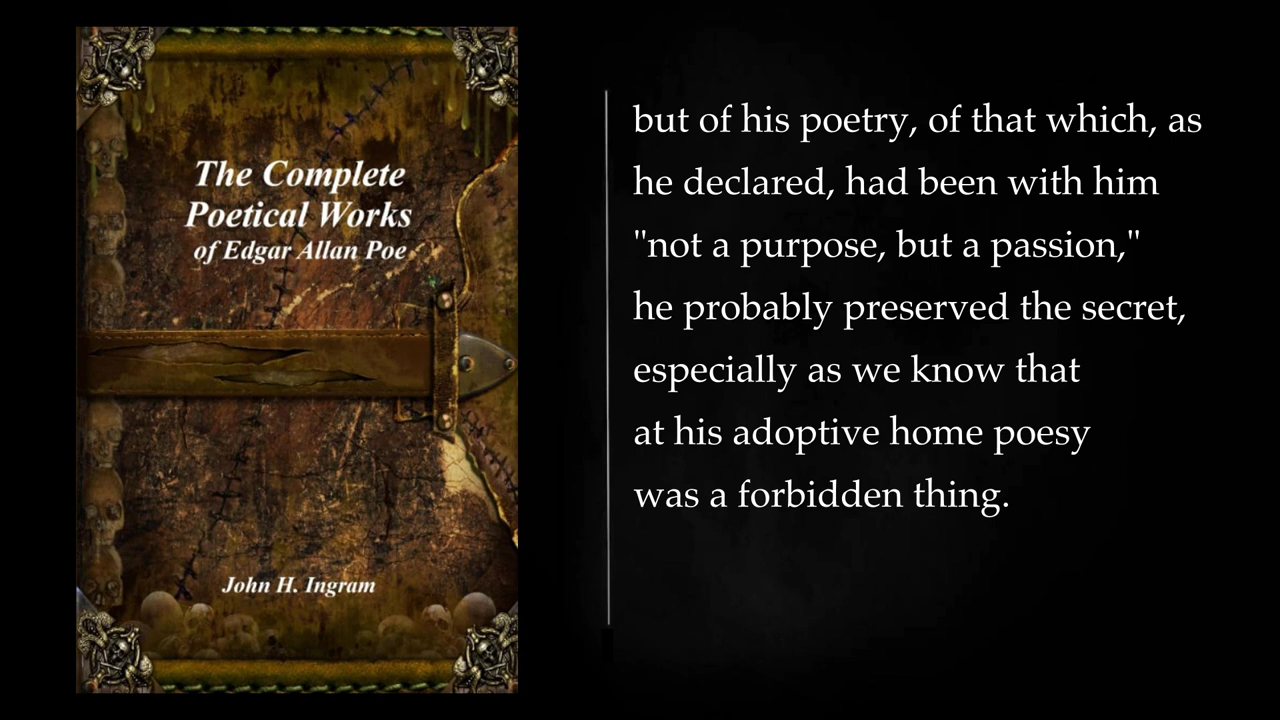 The Complete
Poetical Works
of Edgar Allan Poe
John H. Ingram
but of his poetry, of that which, as
he declared, had been with him
"not a purpose, but a passion,"
he probably preserved the secret,
especially as we know that
at his adoptive home poesy
was a forbidden thing.